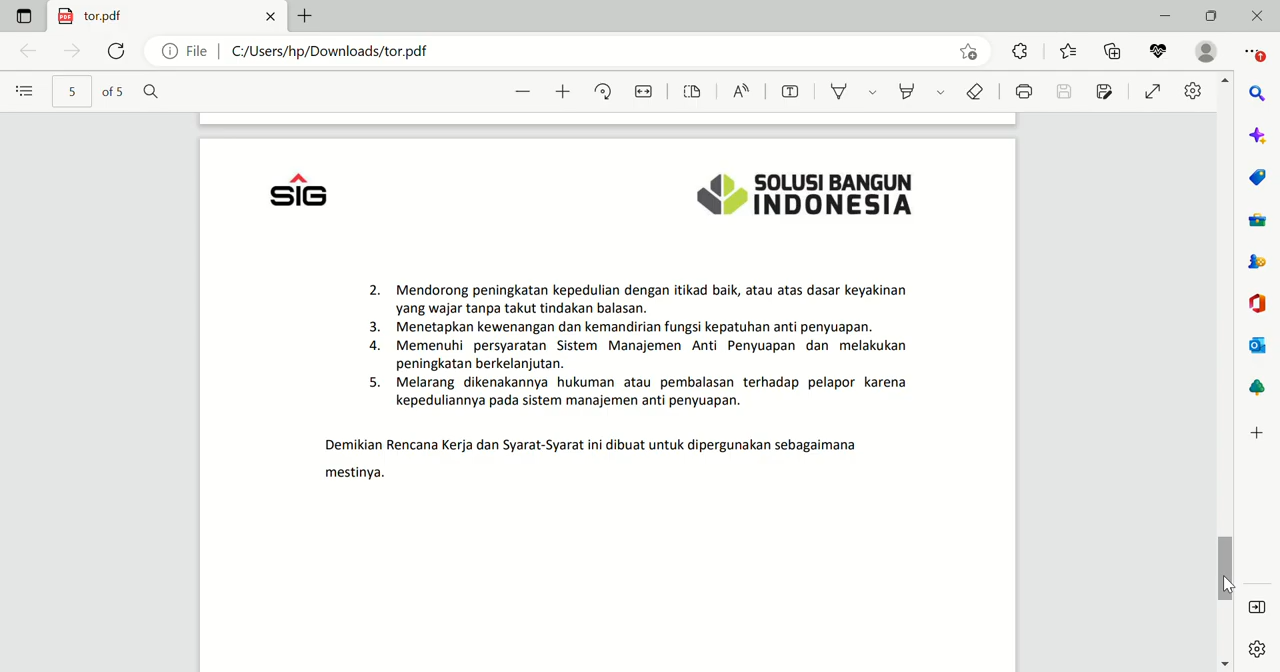 tor.pdf
File
C:/Users/hp/Downloads/tor.pdf
5 of 5
SIG
SOLUSI BANGUN
INDONESIA
2. Mendorong peningkatan kepedulian dengan itikad baik, atau atas dasar keyakinan
yang wajar tanpa takut tindakan balasan.
3. Menetapkan kewenangan dan kemandirian fungsi kepatuhan anti penyuapan.
4. Memenuhi persyaratan Sistem Manajemen Anti Penyuapan dan melakukan
peningkatan berkelanjutan.
5. Melarang dikenakannya hukuman atau pembalasan terhadap pelapor karena
kepeduliannya pada sistem manajemen anti penyuapan.
Demikian Rencana Kerja dan Syarat-Syarat ini dibuat untuk dipergunakan sebagaimana
mestinya.